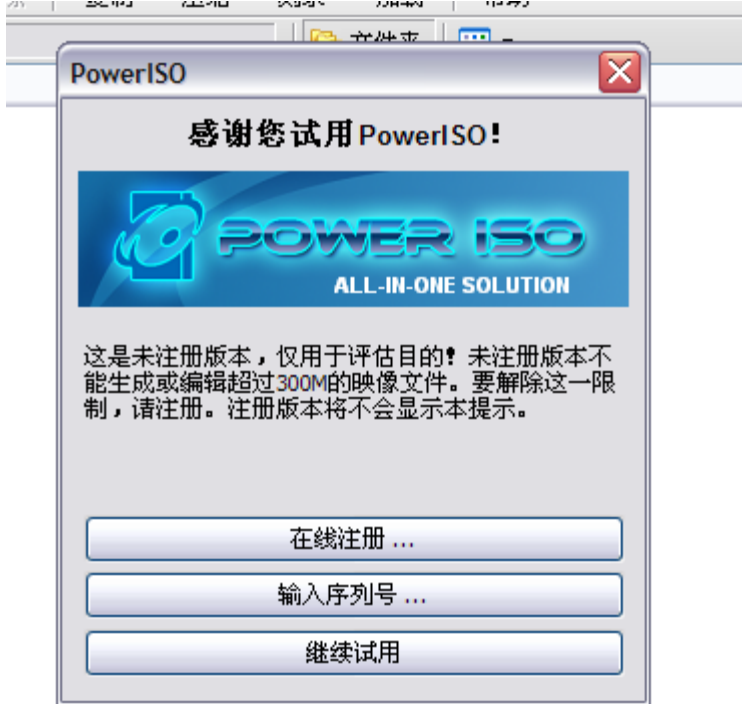 文件夹
PowerISO
感谢您试用PowerISO!
POWER ISO
ALL-IN-ONE SOLUTION
这是未注册版本，仅用于评估目的! 未注册版本不
能生成或编辑超过300M的映像文件。要解除这一限
制，请注册。注册版本将不会显示本提示。
在线注册 ...
输入序列号 ...
继续试用